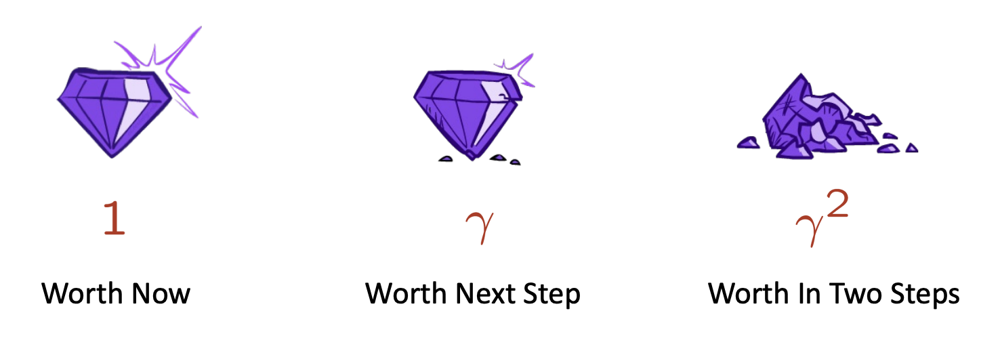 1
γ
γ²
Worth Now
Worth Next Step
Worth In Two Steps